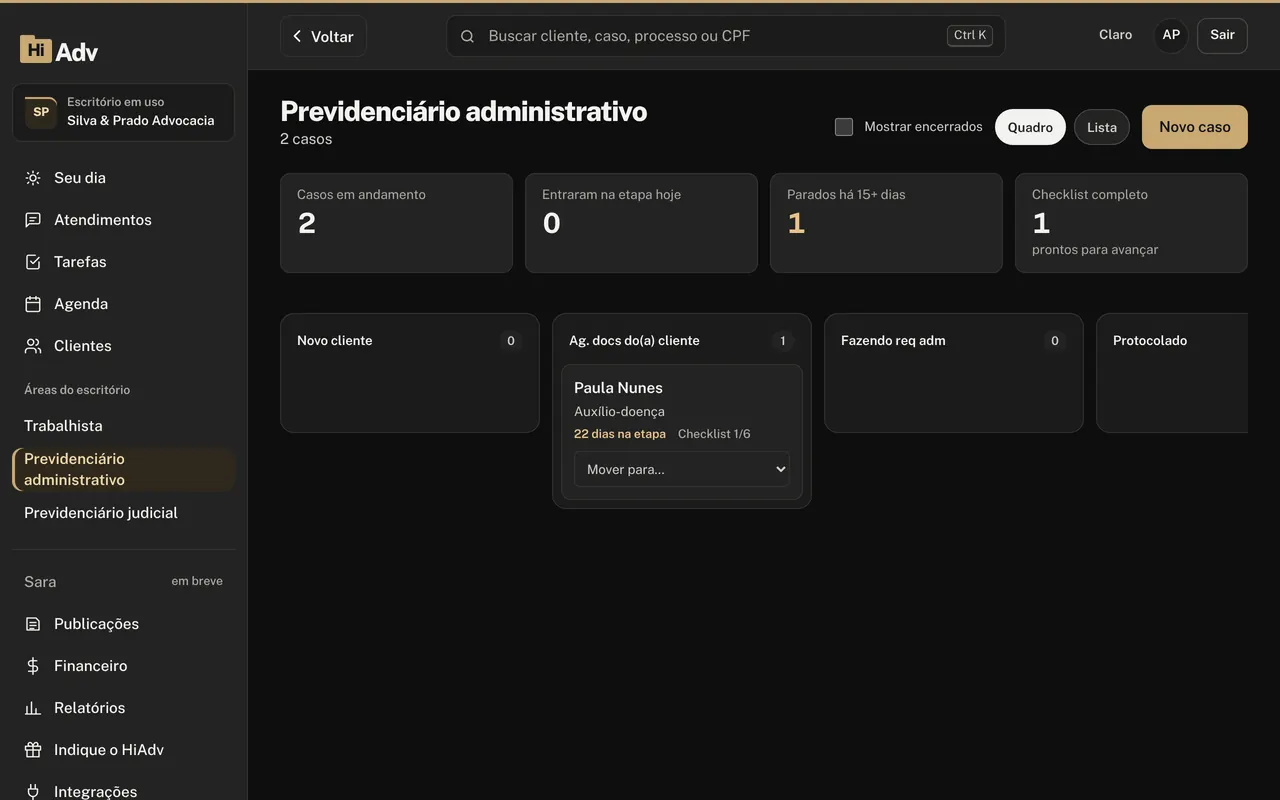 Hi Adv
Escritório em uso
SP
Silva & Prado Advocacia
Seu dia
Atendimentos
Tarefas
Agenda
Clientes
Áreas do escritório
Trabalhista
Previdenciário
administrativo
Previdenciário judicial
Sara em breve
Publicações
Financeiro
Relatórios
Indique o HiAdv
Integrações
Voltar
Buscar cliente, caso, processo ou CPF
Ctrl K
Claro
AP
Sair
Previdenciário administrativo
2 casos
Mostrar encerrados
Quadro
Lista
Novo caso
Casos em andamento
2
Entraram na etapa hoje
0
Parados há 15+ dias
1
Checklist completo
1
prontos para avançar
Novo cliente 0
Ag. docs do(a) cliente 1
Paula Nunes
Auxílio-doença
22 dias na etapa Checklist 1/6
Mover para...
Fazendo req adm 0
Protocolado